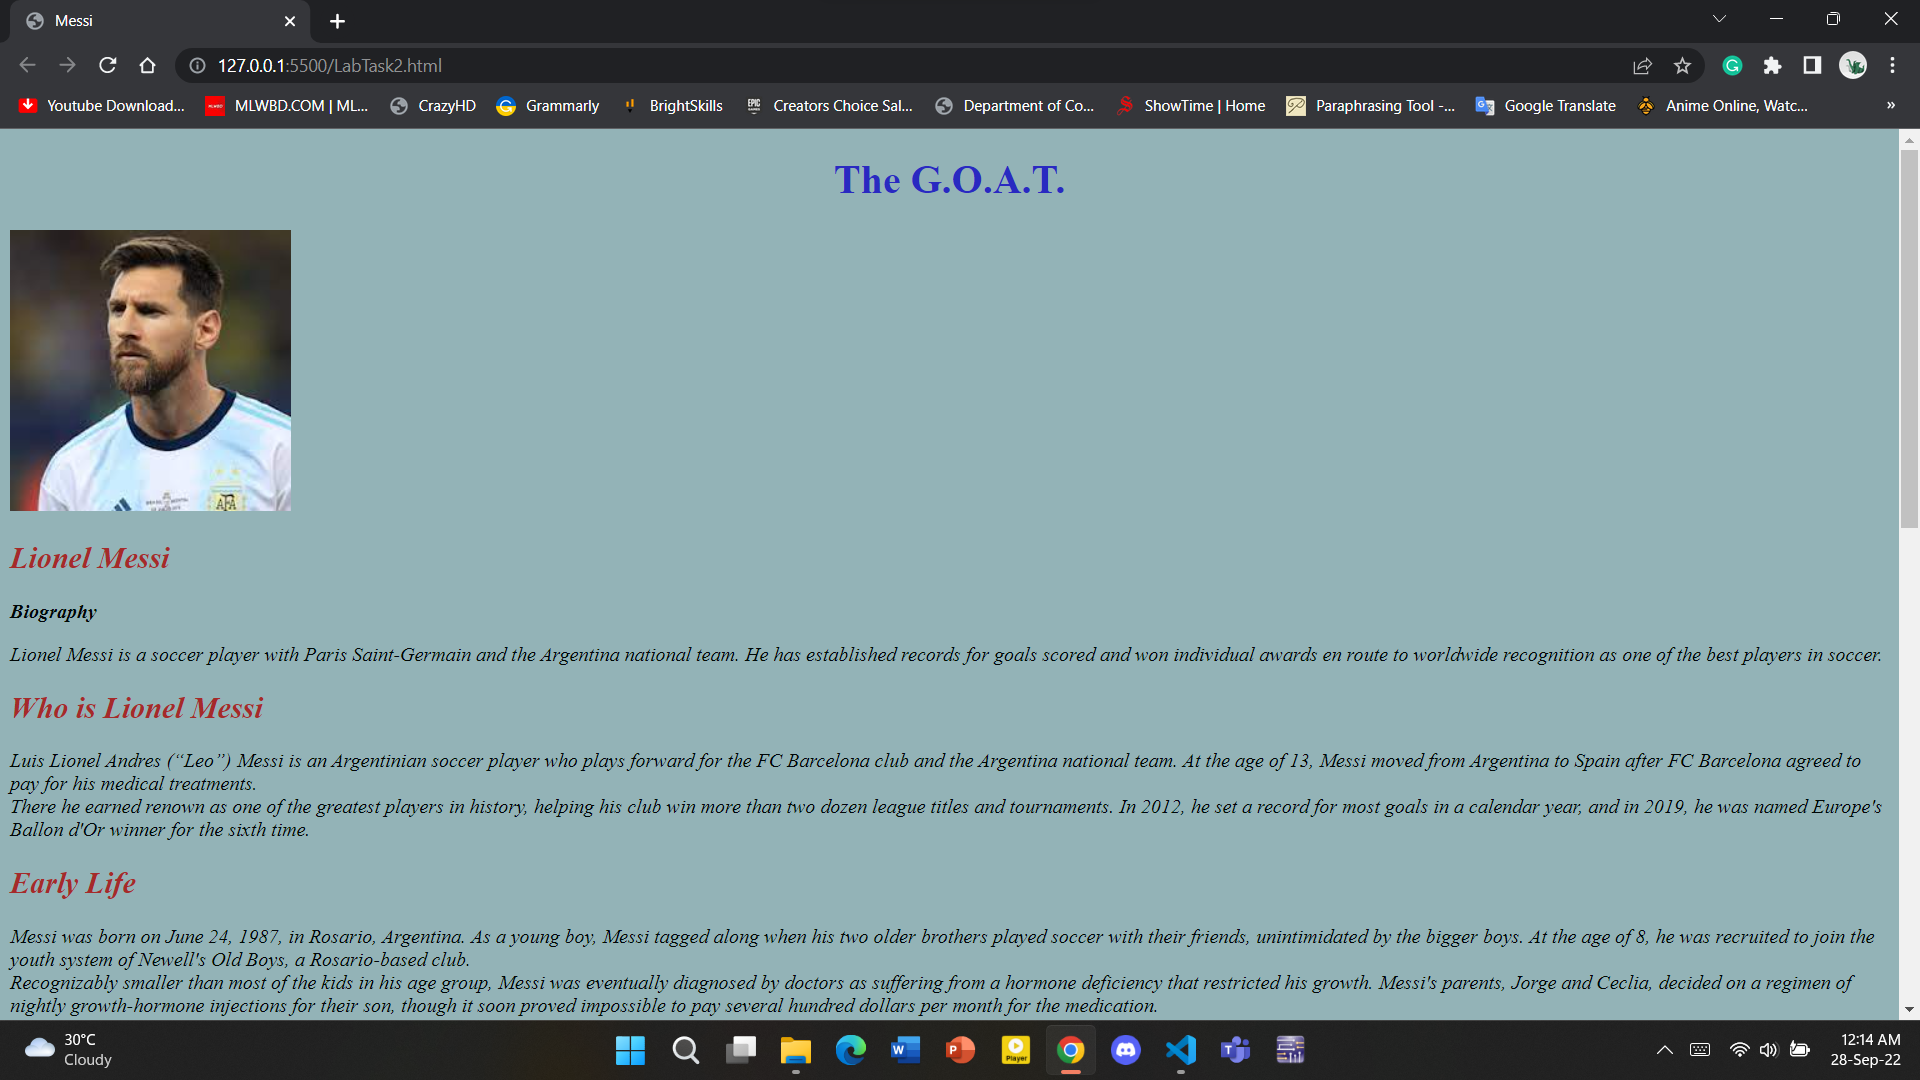 Messi
127.0.0.1:5500/LabTask2.html
Youtube Download... MLWBD.COM | ML... CrazyHD Grammarly BrightSkills EPIC Creators Choice Sal... Department of Co... ShowTime | Home Paraphrasing Tool -... Google Translate Anime Online, Watc... »
The G.O.A.T.
AFA
Lionel Messi
Biography
Lionel Messi is a soccer player with Paris Saint-Germain and the Argentina national team. He has established records for goals scored and won individual awards en route to worldwide recognition as one of the best players in soccer.
Who is Lionel Messi
Luis Lionel Andres (“Leo”) Messi is an Argentinian soccer player who plays forward for the FC Barcelona club and the Argentina national team. At the age of 13, Messi moved from Argentina to Spain after FC Barcelona agreed to
pay for his medical treatments.
There he earned renown as one of the greatest players in history, helping his club win more than two dozen league titles and tournaments. In 2012, he set a record for most goals in a calendar year, and in 2019, he was named Europe's
Ballon d'Or winner for the sixth time.
Early Life
Messi was born on June 24, 1987, in Rosario, Argentina. As a young boy, Messi tagged along when his two older brothers played soccer with their friends, unintimidated by the bigger boys. At the age of 8, he was recruited to join the
youth system of Newell's Old Boys, a Rosario-based club.
Recognizably smaller than most of the kids in his age group, Messi was eventually diagnosed by doctors as suffering from a hormone deficiency that restricted his growth. Messi's parents, Jorge and Ceclia, decided on a regimen of
nightly growth-hormone injections for their son, though it soon proved impossible to pay several hundred dollars per month for the medication.
30°C
Cloudy
Player
12:14 AM
28-Sep-22